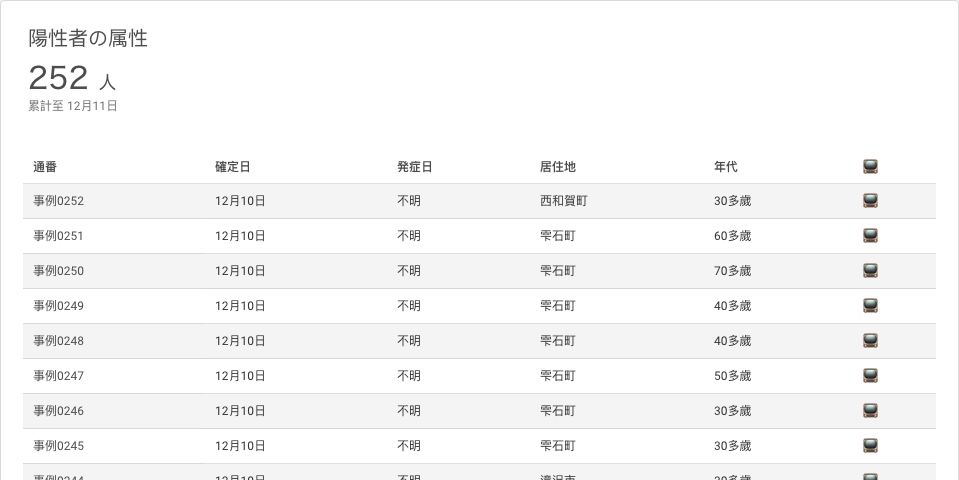 陽性者の属性
252 人
累計至 12月11日
通番 確定日 発症日 居住地 年代
事例0252 12月10日 不明 西和賀町 30多歳
事例0251 12月10日 不明 雫石町 60多歳
事例0250 12月10日 不明 雫石町 70多歳
事例0249 12月10日 不明 雫石町 40多歳
事例0248 12月10日 不明 雫石町 40多歳
事例0247 12月10日 不明 雫石町 50多歳
事例0246 12月10日 不明 雫石町 30多歳
事例0245 12月10日 不明 雫石町 30多歳